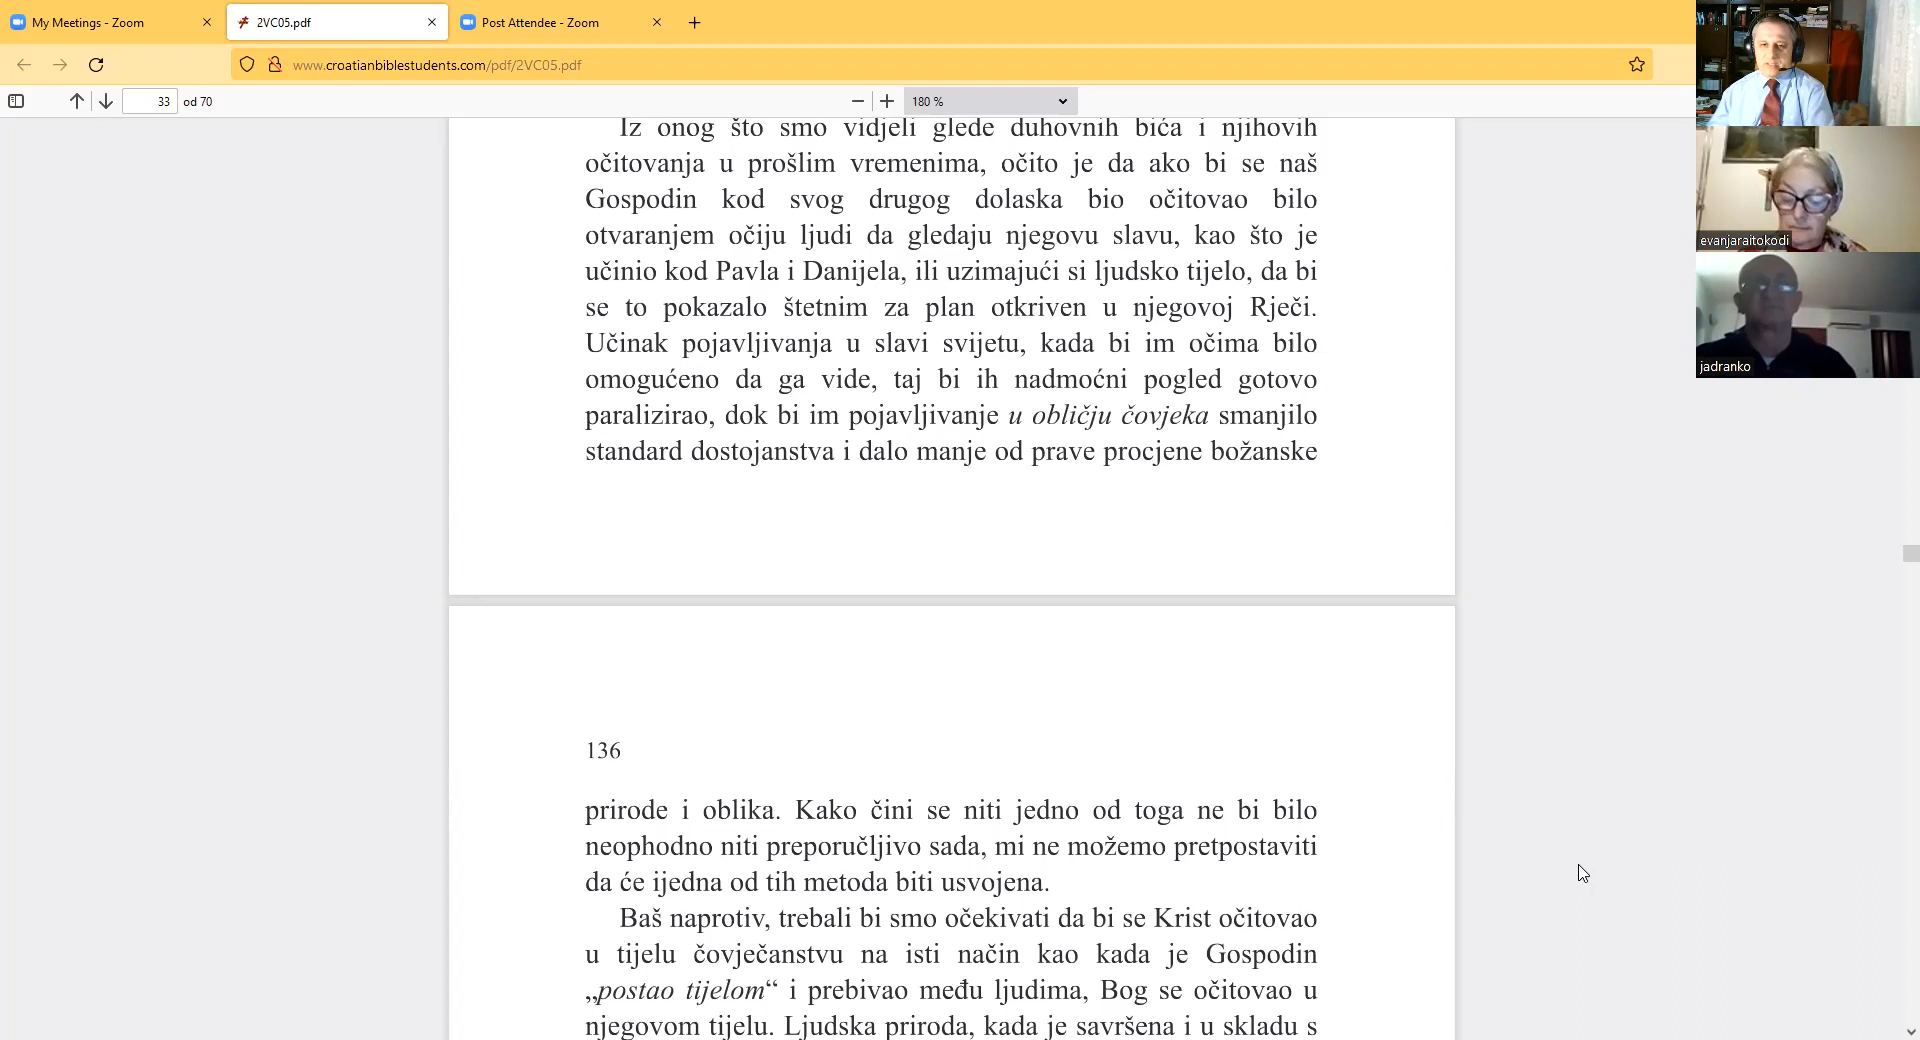 My Meetings - Zoom
2VC05.pdf
Post Attendee - Zoom
www.croatianbiblestudents.com/pdf/2VC05.pdf
33 od 70
180 %
Iz onog što smo vidjeli glede duhovnih bića i njihovih
očitovanja u prošlim vremenima, očito je da ako bi se naš
Gospodin kod svog drugog dolaska bio očitovao bilo
otvaranjem očiju ljudi da gledaju njegovu slavu, kao što je
učinio kod Pavla i Danijela, ili uzimajući si ljudsko tijelo, da bi
se to pokazalo štetnim za plan otkriven u njegovoj Rječi.
Učinak pojavljivanja u slavi svijetu, kada bi im očima bilo
omogućeno da ga vide, taj bi ih nadmoćni pogled gotovo
paralizirao, dok bi im pojavljivanje u obličju čovjeka smanjilo
standard dostojanstva i dalo manje od prave procjene božanske
136
prirode i oblika. Kako čini se niti jedno od toga ne bi bilo
neophodno niti preporučljivo sada, mi ne možemo pretpostaviti
da će ijedna od tih metoda biti usvojena.
Baš naprotiv, trebali bi smo očekivati da bi se Krist očitovao
u tijelu čovječanstvu na isti način kao kada je Gospodin
„postao tijelom“ i prebivao među ljudima, Bog se očitovao u
njegovom tijelu. Ljudska priroda, kada je savršena i u skladu s
evanjaraitokodi
jadranko